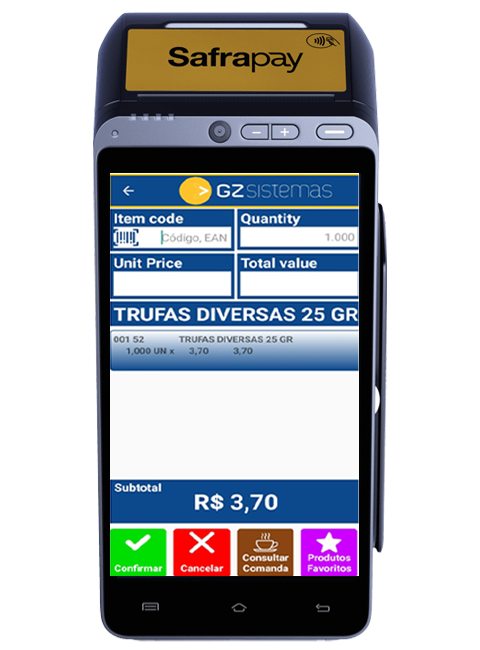 Safrapay
GZ SISTEMAS
Item code
Quantity
Código, EAN
1.000
Unit Price
Total value
TRUFAS DIVERSAS 25 GR
001 52 TRUFAS DIVERSAS 25 GR
1,000 UN x 3,70 3,70
Subtotal
R$ 3,70
Confirmar
Cancelar
Consultar
Comanda
Produtos
Favoritos